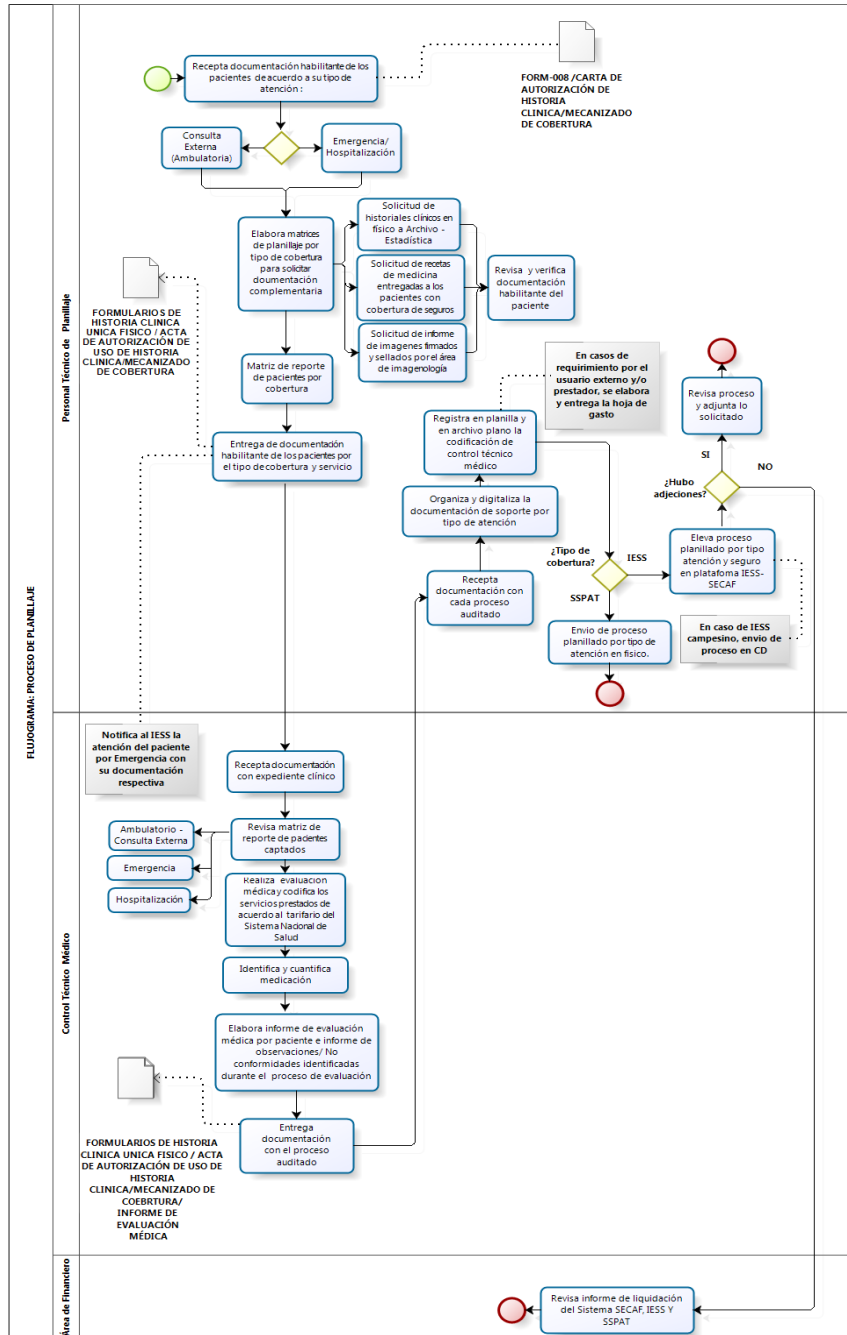 FLUJOGRAMA: PROCESO DE PLANILLAJE
Personal Técnico de Planillaje
Recepta documentación habilitante de los
pacientes de acuerdo a su tipo de
atención :
FORM-008 /CARTA DE
AUTORIZACIÓN DE
HISTORIA
CLINICA/MECANIZADO
DE COBERTURA
Consulta
Externa
(Ambulatoria)
Emergencia/
Hospitalización
Elabora matrices
de planillaje por
tipo de cobertura
para solicitar
documentación
complementaria
Solicitud de
historiales clínicos en
físico a Archivo -
Estadística
Solicitud de recetas
de medicina
entregadas a los
pacientes con
cobertura de seguros
Solicitud de informe
de imagenes firmados
y sellados por el área
de imagenología
Revisa y verifica
documentación
habilitante del
paciente
FORMULARIOS DE
HISTORIA CLINICA
UNICA FISICO / ACTA
DE AUTORIZACIÓN DE
USO DE HISTORIA
CLINICA/MECANIZADO
DE COBERTURA
Matriz de reporte
de pacientes por
cobertura
Entrega de documentación
habilitante de los pacientes por
el tipo de cobertura y servicio
En casos de
requirimiento por el
usuario externo y/o
prestador, se elabora
y entrega la hoja de
gasto
Revisa proceso
y adjunta lo
solicitado
Registra en planilla y
en archivo plano la
codificación de
control técnico
médico
SI
NO
¿Hubo
adjeciones?
Organiza y digitaliza la
documentación de soporte por
tipo de atención
Recepta
documentación con
cada proceso
auditado
¿Tipo de
cobertura?
IESS
SSPAT
Eleva proceso
planillado por tipo
atención y seguro
en platafoma IESS-
SECAF
Envio de proceso
planillado por tipo de
atención en fisico.
En caso de IESS
campesino, envio de
proceso en CD
Control Técnico Médico
Notifica al IESS la
atención del paciente
por Emergencia con
su documentación
respectiva
Recepta documentación
con expediente clínico
Revisa matriz de
reporte de pacientes
captados
Ambulatorio -
Consulta Externa
Emergencia
Hospitalización
Realiza evaluación
médica y codifica los
servicios prestados de
acuerdo al tarifario del
Sistema Nacional de
Salud
Identifica y cuantifica
medicación
Elabora informe de evaluación
médica por paciente e informe de
observaciones/ No
conformidades identificadas
durante el proceso de evaluación
Entrega
documentación
con el proceso
auditado
FORMULARIOS DE HISTORIA
CLINICA UNICA FISICO / ACTA
DE AUTORIZACIÓN DE USO DE
HISTORIA
CLINICA/MECANIZADO DE
COEBRTURA/
INFORME DE
EVALUACIÓN
MÉDICA
Área de Financiero
Revisa informe de liquidación
del Sistema SECAF, IESS Y
SSPAT